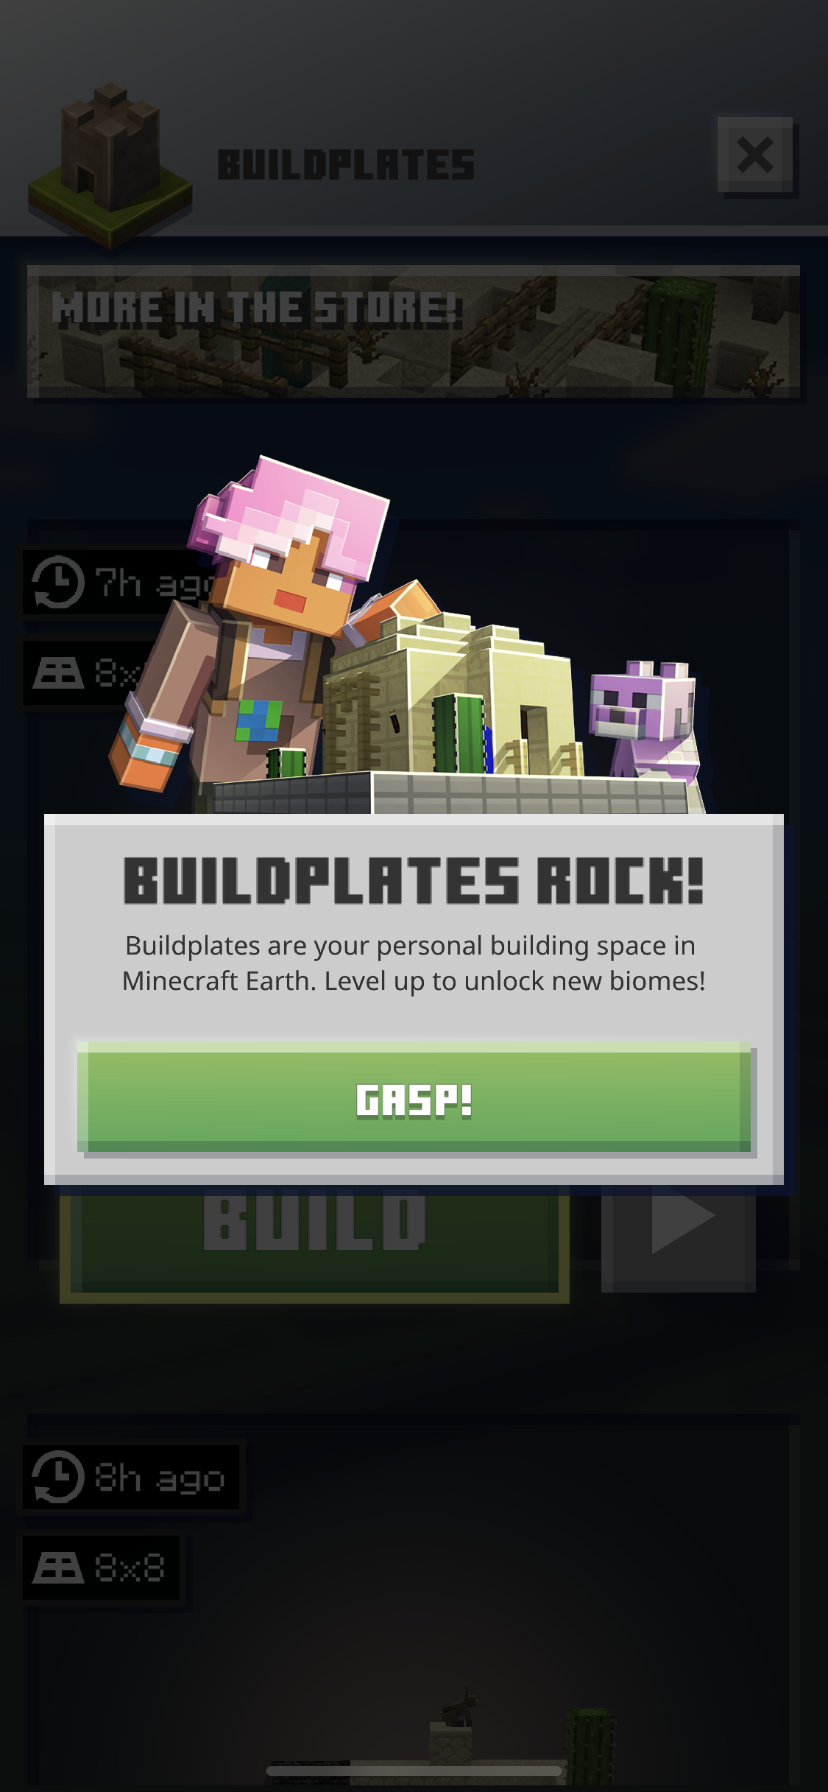 BUILDPLATES
MORE IN THE STORE!
7h ago
BUILDPLATES ROCK!
Buildplates are your personal building space in
Minecraft Earth. Level up to unlock new biomes!
GASP!
BUILD
8h ago
8x8